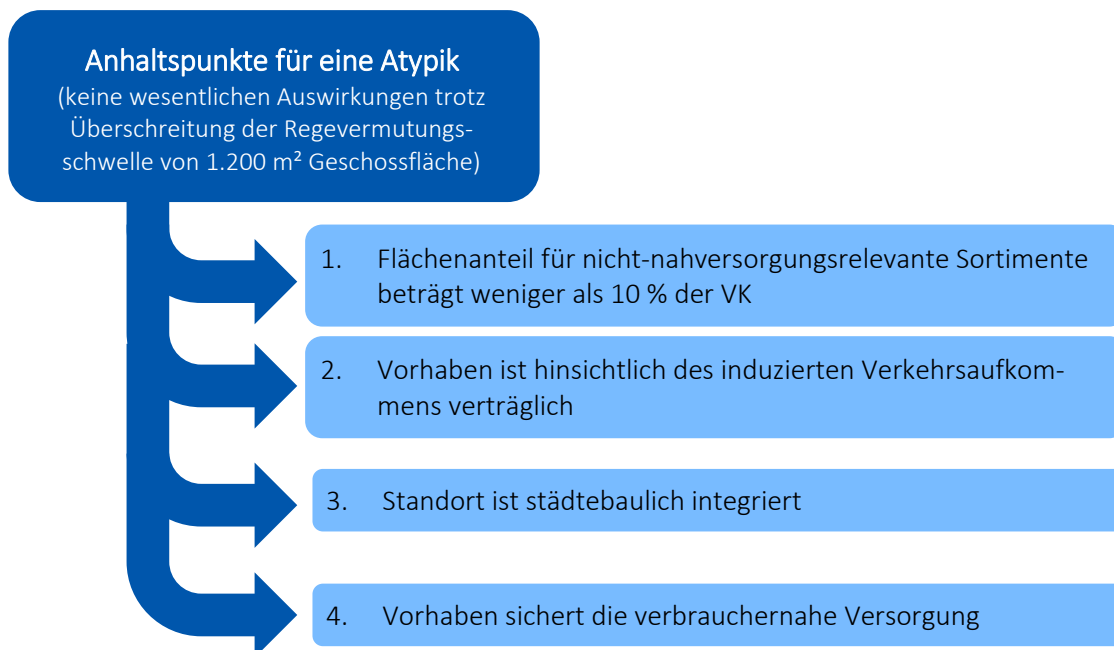 Anhaltspunkte für eine Atypik
(keine wesentlichen Auswirkungen trotz
Überschreitung der Regevermutungs-
schwelle von 1.200 m² Geschossfläche)
1. Flächenanteil für nicht-nahversorgungsrelevante Sortimente
beträgt weniger als 10 % der VK
2. Vorhaben ist hinsichtlich des induzierten Verkehrsaufkom-
mens verträglich
3. Standort ist städtebaulich integriert
4. Vorhaben sichert die verbrauchernahe Versorgung